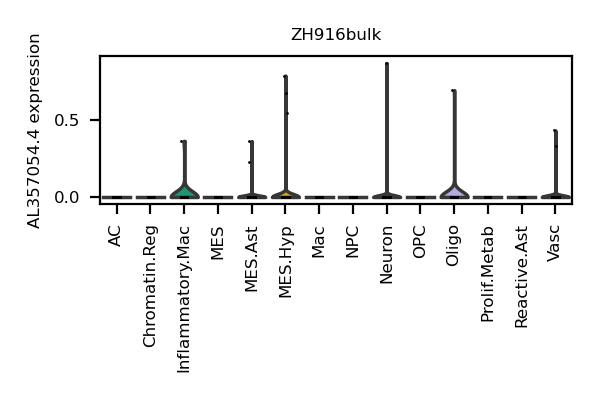 ZH916bulk
AL357054.4 expression
0.5
0.0
AC
Chromatin.Reg
Inflammatory.Mac
MES
MES.Ast
MES.Hyp
Mac
NPC
Neuron
OPC
Oligo
Prolif.Metab
Reactive.Ast
Vasc